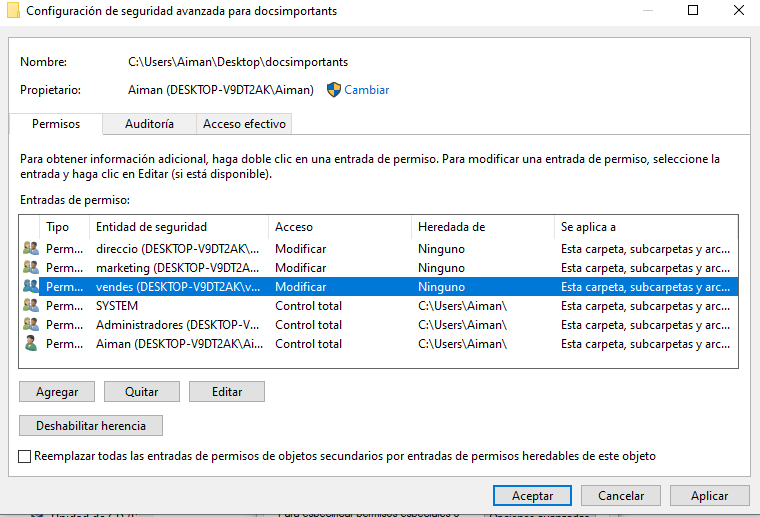 Configuración de seguridad avanzada para docsimportants
Nombre: C:\Users\Aiman\Desktop\docsimportants
Propietario: Aiman (DESKTOP-V9DT2AK\Aiman) Cambiar
Permisos Auditoría Acceso efectivo
Para obtener información adicional, haga doble clic en una entrada de permiso. Para modificar una entrada de permiso, seleccione la
entrada y haga clic en Editar (si está disponible).
Entradas de permiso:
Tipo Entidad de seguridad Acceso Heredada de Se aplica a
Perm... direccio (DESKTOP-V9DT2AK\... Modificar Ninguno Esta carpeta, subcarpetas y arc...
Perm... marketing (DESKTOP-V9DT2A... Modificar Ninguno Esta carpeta, subcarpetas y arc...
Perm... vendes (DESKTOP-V9DT2AK\v... Modificar Ninguno Esta carpeta, subcarpetas y arc...
Perm... SYSTEM Control total C:\Users\Aiman\ Esta carpeta, subcarpetas y arc...
Perm... Administradores (DESKTOP-V... Control total C:\Users\Aiman\ Esta carpeta, subcarpetas y arc...
Perm... Aiman (DESKTOP-V9DT2AK\Ai... Control total C:\Users\Aiman\ Esta carpeta, subcarpetas y arc...
Agregar Quitar Editar
Deshabilitar herencia
Reemplazar todas las entradas de permisos de objetos secundarios por entradas de permisos heredables de este objeto
Aceptar Cancelar Aplicar